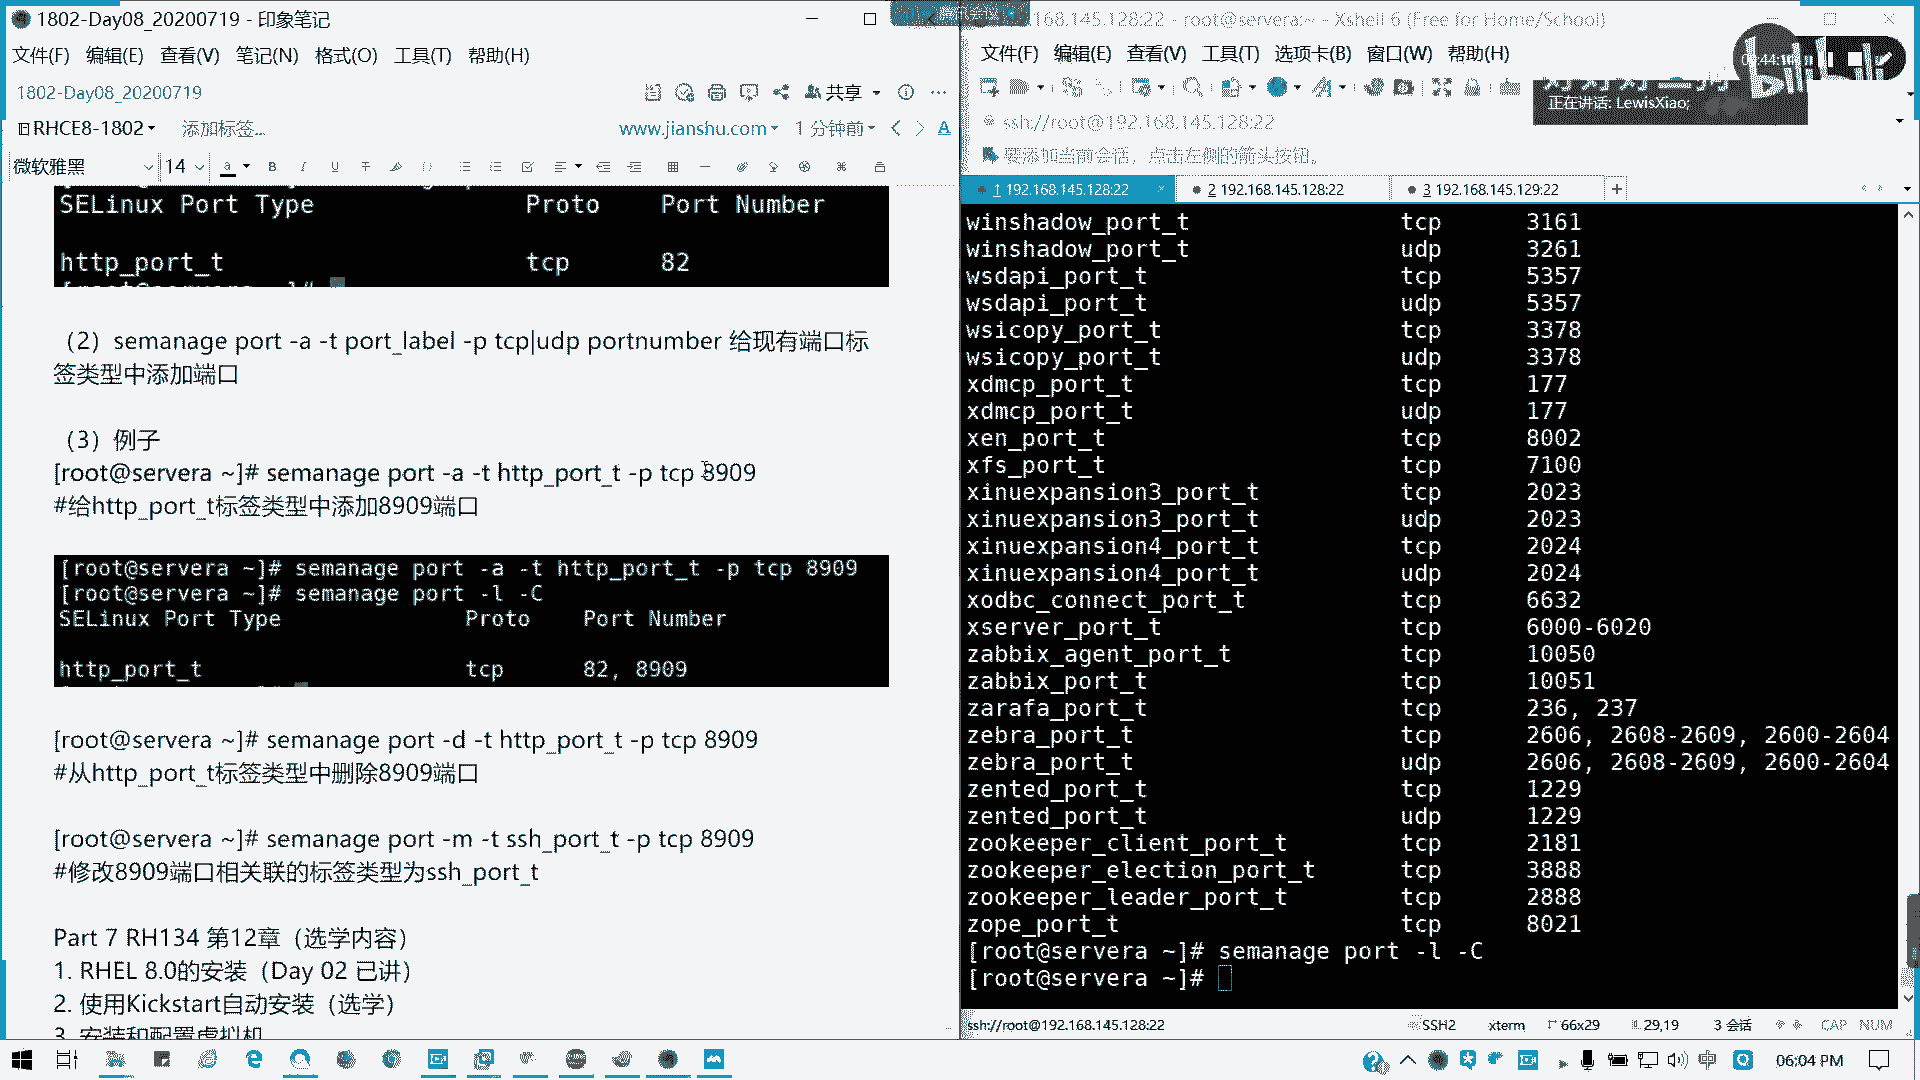 1802-Day08_20200719 - 印象笔记
文件(F) 编辑(E) 查看(V) 笔记(N) 格式(O) 工具(T) 帮助(H)
1802-Day08_20200719
共享
RHCE8-1802 添加标签...
www.jianshu.com 1 分钟前
微软雅黑 14
SELinux Port Type Proto Port Number
http_port_t tcp 82
（2）semanage port -a -t port_label -p tcp|udp portnumber 给现有端口标
签类型中添加端口
（3）例子
[root@servera ~]# semanage port -a -t http_port_t -p tcp 8909
#给http_port_t标签类型中添加8909端口
[root@servera ~]# semanage port -a -t http_port_t -p tcp 8909
[root@servera ~]# semanage port -l -C
SELinux Port Type Proto Port Number
http_port_t tcp 82, 8909
[root@servera ~]# semanage port -d -t http_port_t -p tcp 8909
#从http_port_t标签类型中删除8909端口
[root@servera ~]# semanage port -m -t ssh_port_t -p tcp 8909
#修改8909端口相关联的标签类型为ssh_port_t
Part 7 RH134 第12章（选学内容）
1. RHEL 8.0的安装（Day 02 已讲）
2. 使用Kickstart自动安装（选学）
3. 安装和配置虚拟机
.168.145.128:22 - root@servera:~ - Xshell 6 (Free for Home/School)
文件(F) 编辑(E) 查看(V) 工具(T) 选项卡(B) 窗口(W) 帮助(H)
正在讲话: LewisXiao;
ssh://root@192.168.145.128:22
要添加当前会话，点击左侧的箭头按钮。
1 192.168.145.128:22 × 2 192.168.145.128:22 3 192.168.145.129:22 +
winshadow_port_t tcp 3161
winshadow_port_t udp 3261
wsdapi_port_t tcp 5357
wsdapi_port_t udp 5357
wsicopy_port_t tcp 3378
wsicopy_port_t udp 3378
xdmcp_port_t tcp 177
xdmcp_port_t udp 177
xen_port_t tcp 8002
xfs_port_t tcp 7100
xinuexpansion3_port_t tcp 2023
xinuexpansion3_port_t udp 2023
xinuexpansion4_port_t tcp 2024
xinuexpansion4_port_t udp 2024
xodbc_connect_port_t tcp 6632
xserver_port_t tcp 6000-6020
zabbix_agent_port_t tcp 10050
zabbix_port_t tcp 10051
zarafa_port_t tcp 236, 237
zebra_port_t tcp 2606, 2608-2609, 2600-2604
zebra_port_t udp 2606, 2608-2609, 2600-2604
zented_port_t tcp 1229
zented_port_t udp 1229
zookeeper_client_port_t tcp 2181
zookeeper_election_port_t tcp 3888
zookeeper_leader_port_t tcp 2888
zope_port_t tcp 8021
[root@servera ~]# semanage port -l -C
[root@servera ~]#
ssh://root@192.168.145.128:22 SSH2 xterm 66x29 29,19 3 会话 CAP NUM
中 06:04 PM